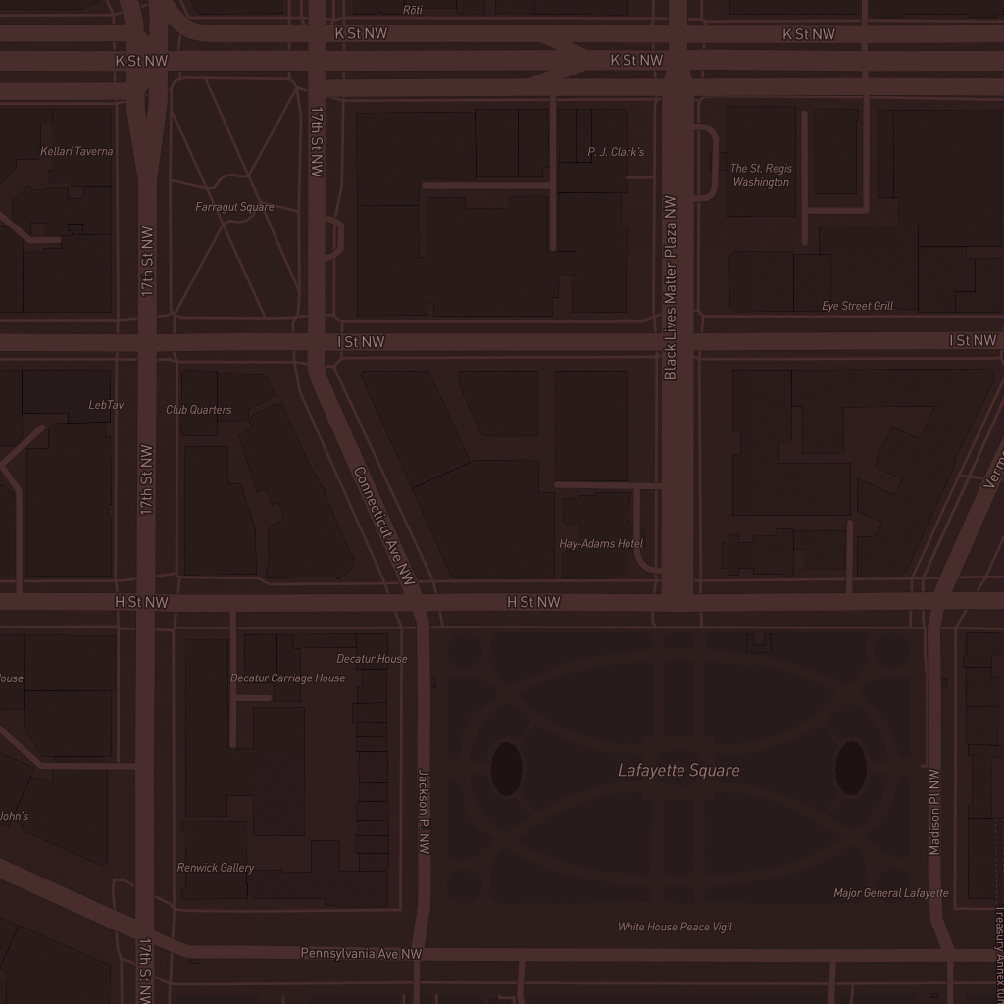 Rōti
K St NW
K St NW
K St NW
K St NW
17th St NW
Kellari Taverna
P. J. Clark's
The St. Regis
Washington
Farragut Square
17th St NW
Black Lives Matter Plaza NW
Eye Street Grill
I St NW
I St NW
LebTav
Club Quarters
17th St NW
Connecticut Ave NW
Hay-Adams Hotel
H St NW
H St NW
Decatur House
Decatur Carriage House
Lafayette Square
Jackson Pl NW
Madison Pl NW
John's
Renwick Gallery
Major General Lafayette
White House Peace Vigil
Pennsylvania Ave NW
17th St NW
Treasury Annex